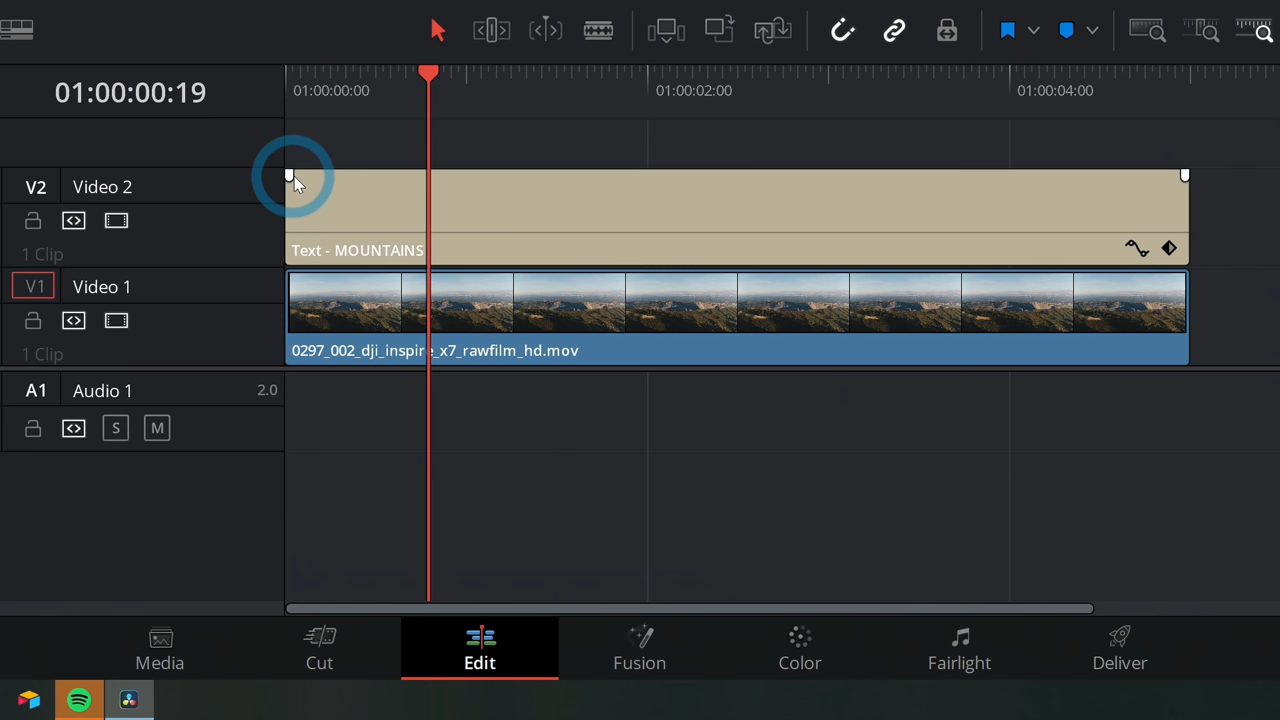 01:00:00:19
01:00:00:00
01:00:02:00
01:00:04:00
V2 Video 2
1 Clip
Text - MOUNTAINS
V1 Video 1
1 Clip
0297_002_dji_inspire_x7_rawfilm_hd.mov
A1 Audio 1 2.0
S M
Media Cut Edit Fusion Color Fairlight Deliver